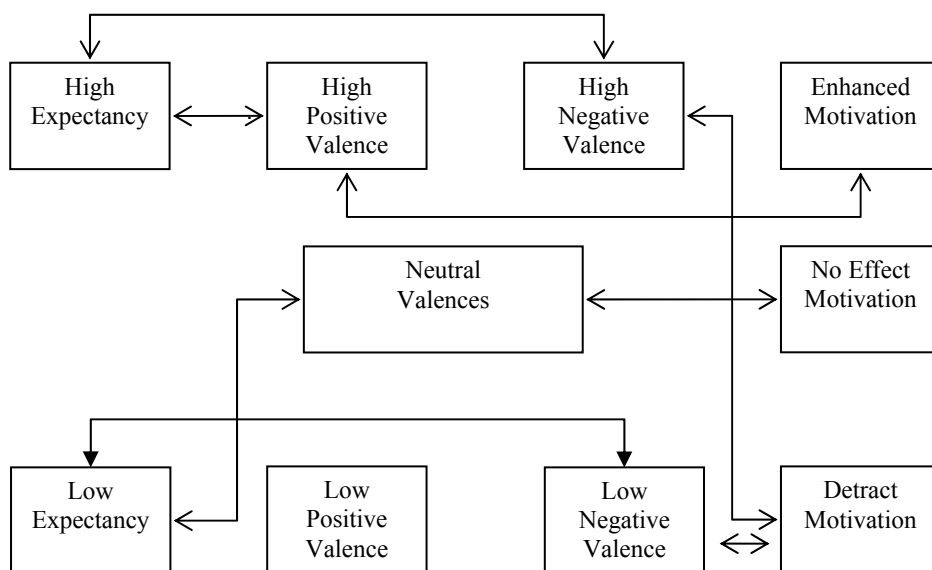 High
Expectancy
High
Positive
Valence
High
Negative
Valence
Enhanced
Motivation
Neutral
Valences
No Effect
Motivation
Low
Expectancy
Low
Positive
Valence
Low
Negative
Valence
Detract
Motivation